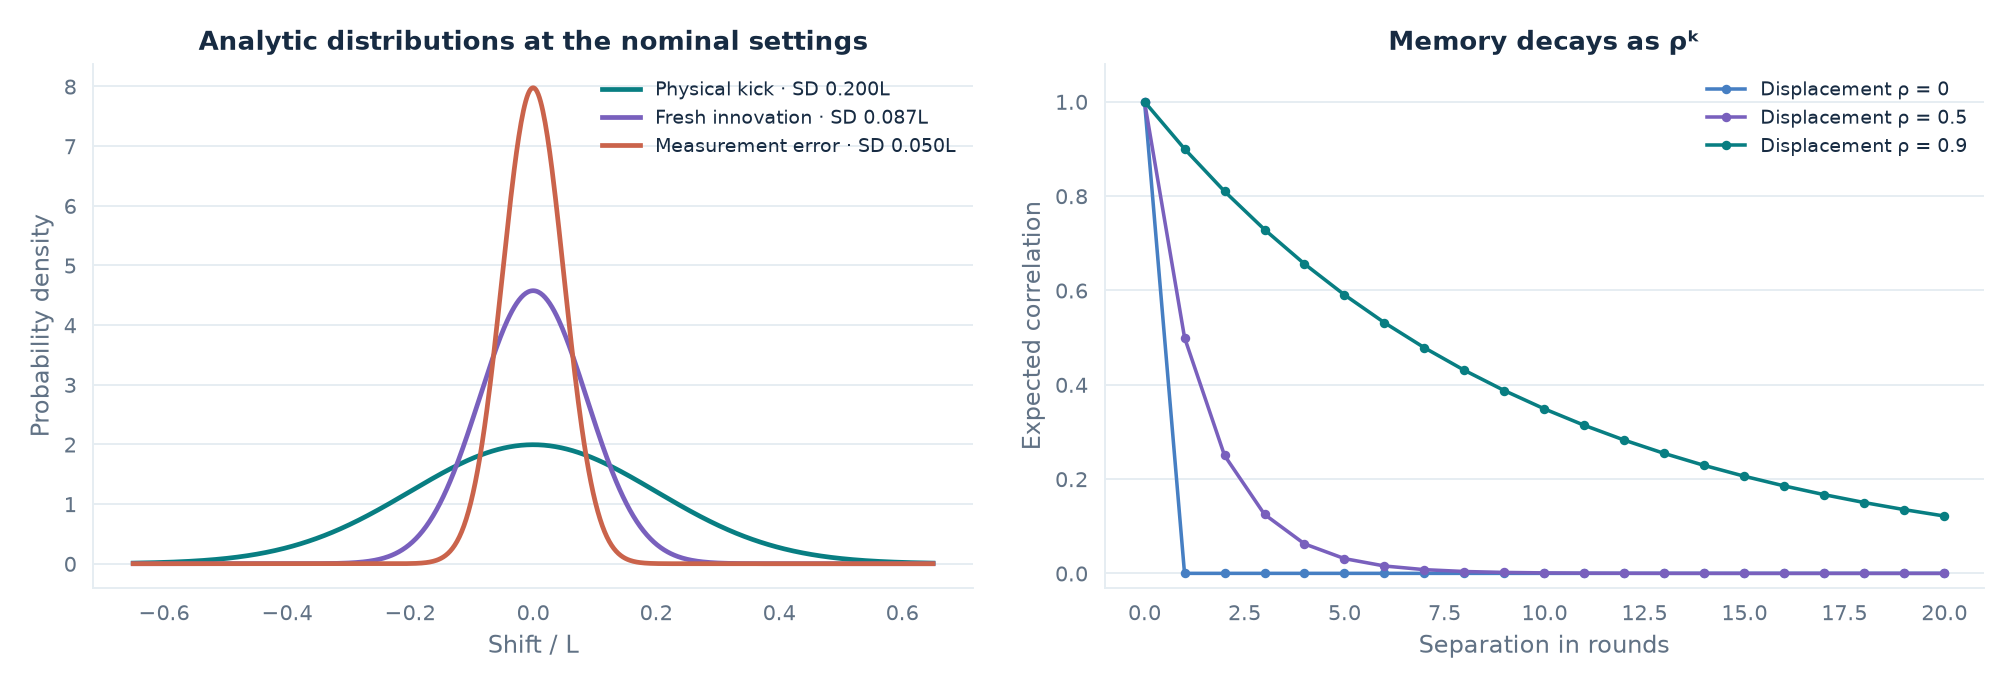 Analytic distributions at the nominal settings
Physical kick · SD 0.200L
Fresh innovation · SD 0.087L
Measurement error · SD 0.050L
Probability density
8
7
6
5
4
3
2
1
0
−0.6
−0.4
−0.2
0.0
0.2
0.4
0.6
Shift / L
Memory decays as ρᵏ
Displacement ρ = 0
Displacement ρ = 0.5
Displacement ρ = 0.9
Expected correlation
1.0
0.8
0.6
0.4
0.2
0.0
0.0
2.5
5.0
7.5
10.0
12.5
15.0
17.5
20.0
Separation in rounds